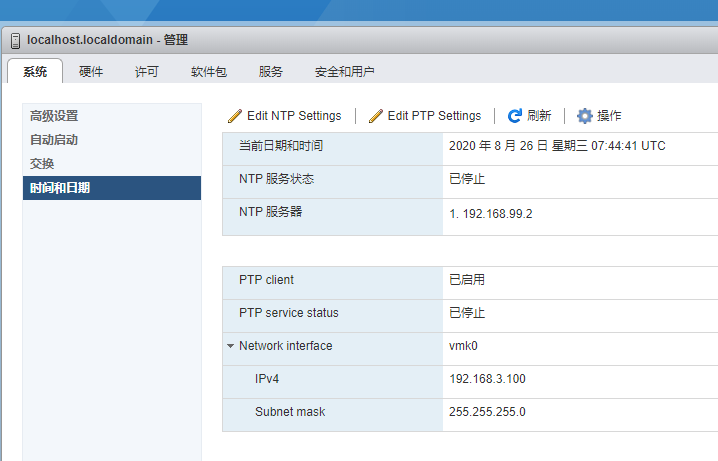 localhost.localdomain - 管理
系统 硬件 许可 软件包 服务 安全和用户
高级设置
自动启动
交换
时间和日期
Edit NTP Settings Edit PTP Settings 刷新 操作
当前日期和时间 2020 年 8 月 26 日 星期三 07:44:41 UTC
NTP 服务状态 已停止
NTP 服务器 1. 192.168.99.2
PTP client 已启用
PTP service status 已停止
Network interface vmk0
IPv4 192.168.3.100
Subnet mask 255.255.255.0